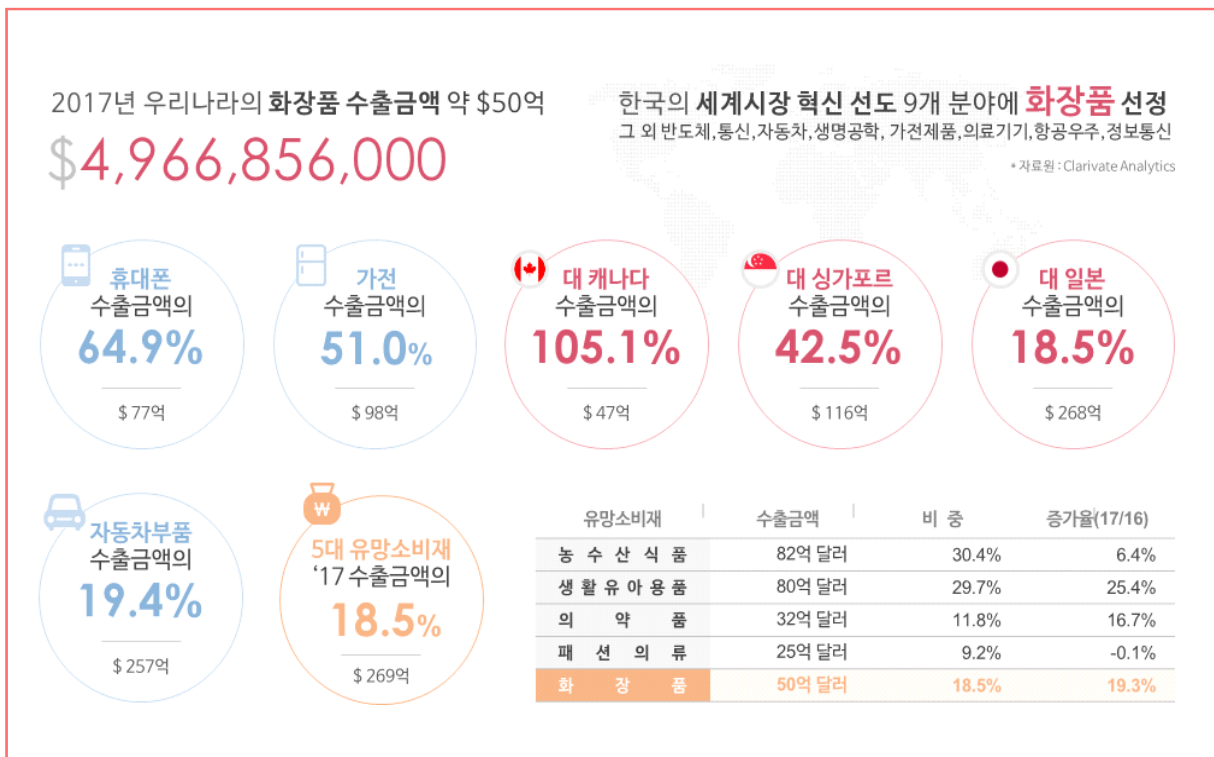 2017년 우리나라의 화장품 수출금액 약 $50억
$4,966,856,000
한국의 세계시장 혁신 선도 9개 분야에 화장품 선정
그 외 반도체,통신,자동차,생명공학, 가전제품,의료기기,항공우주,정보통신
* 자료원 : Clarivate Analytics
휴대폰
수출금액의
64.9%
$ 77억
가전
수출금액의
51.0%
$ 98억
대 캐나다
수출금액의
105.1%
$ 47억
대 싱가포르
수출금액의
42.5%
$ 116억
대 일본
수출금액의
18.5%
$ 268억
자동차부품
수출금액의
19.4%
$ 257억
₩
5대 유망소비재
‘17 수출금액의
18.5%
$ 269억
유망소비재 수출금액 비 중 증가율(17/16)
농 수 산 식 품 82억 달러 30.4% 6.4%
생 활 유 아 용 품 80억 달러 29.7% 25.4%
의 약 품 32억 달러 11.8% 16.7%
패 션 의 류 25억 달러 9.2% -0.1%
화 장 품 50억 달러 18.5% 19.3%